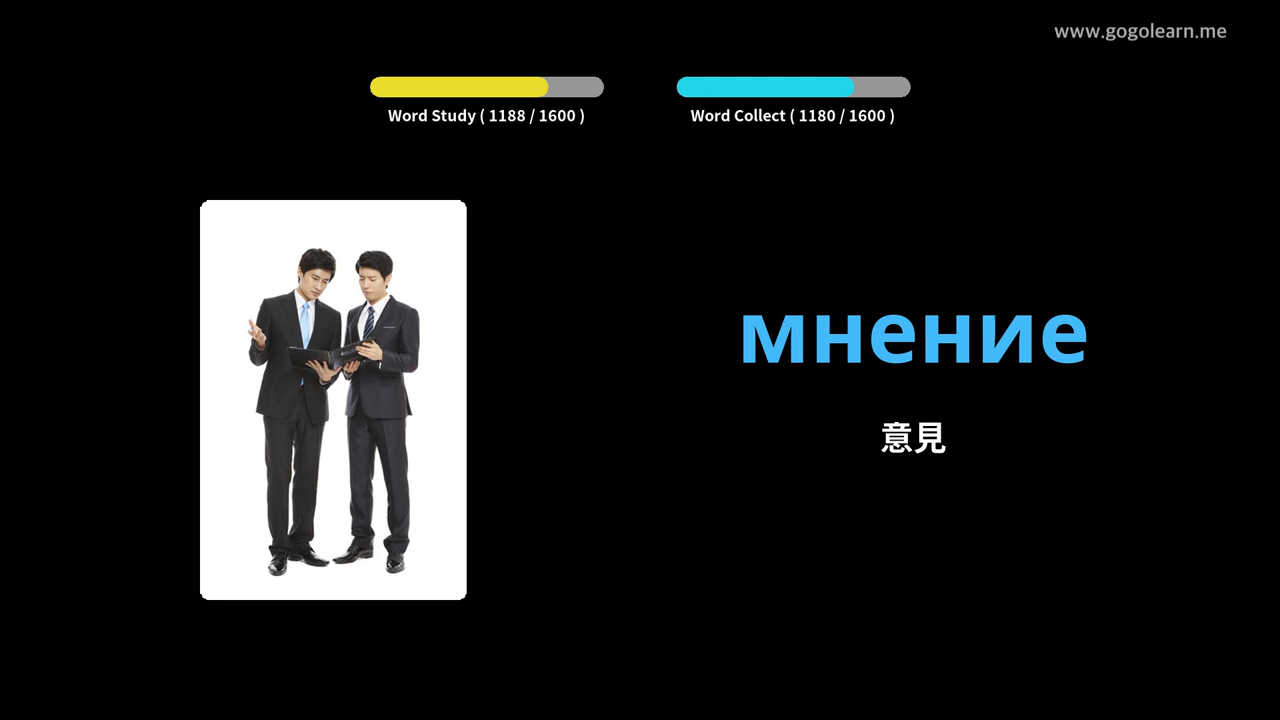 www.gogolearn.me
Word Study ( 1188 / 1600 )
Word Collect ( 1180 / 1600 )
мнение
意見